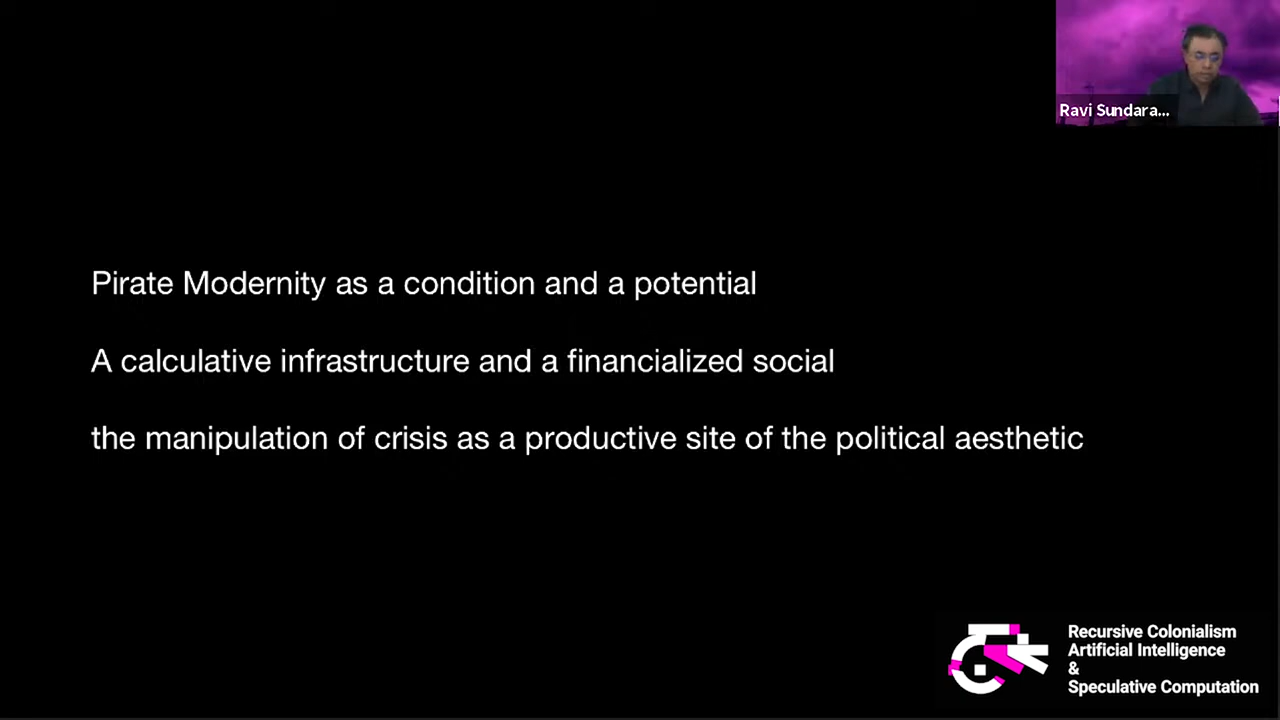 Ravi Sundara...
Pirate Modernity as a condition and a potential
A calculative infrastructure and a financialized social
the manipulation of crisis as a productive site of the political aesthetic
Recursive Colonialism
Artificial Intelligence
&
Speculative Computation